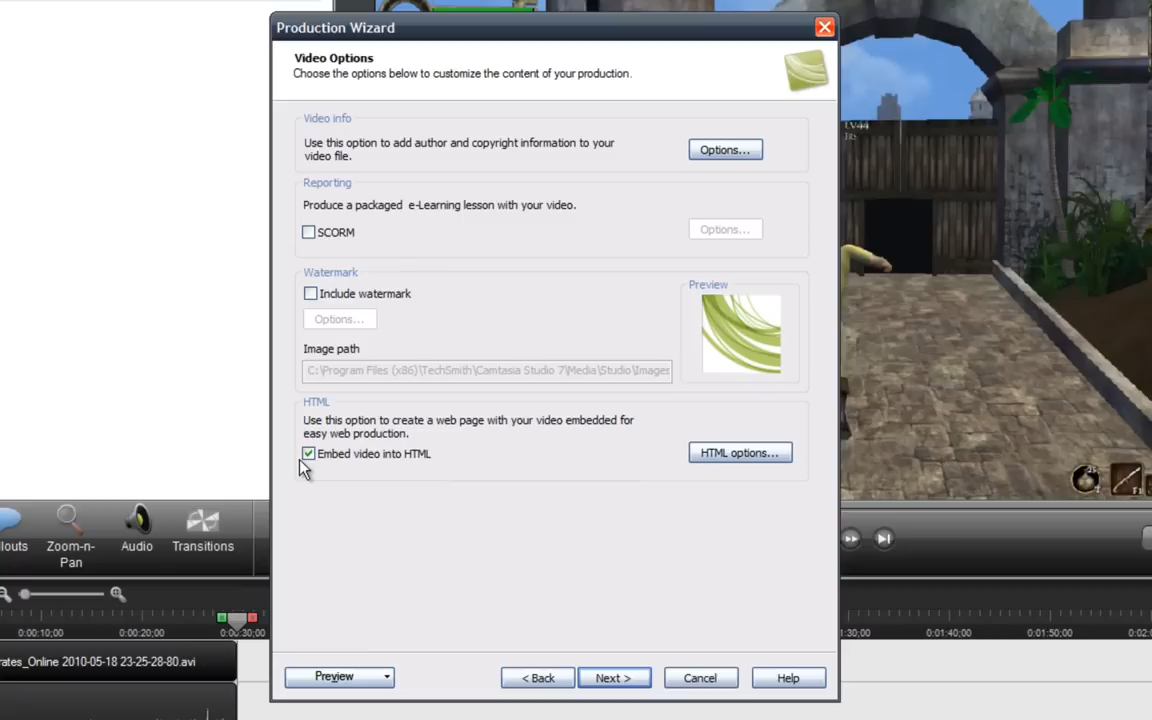 Production Wizard
Video Options
Choose the options below to customize the content of your production.
Video info
Use this option to add author and copyright information to your
video file.
Options...
Reporting
Produce a packaged e-Learning lesson with your video.
SCORM
Options...
Watermark
Include watermark
Options...
Preview
Image path
C:\Program Files (x86)\TechSmith\Camtasia Studio 7\Media\Studio\Images
HTML
Use this option to create a web page with your video embedded for
easy web production.
Embed video into HTML
HTML options...
Preview
< Back
Next >
Cancel
Help
llouts
Zoom-n-
Pan
Audio
Transitions
0:00:10;00
0:00:20;00
0:00:30;00
1:30;00
0:01:40;00
0:01:50;00
0:02:0
rates_Online 2010-05-18 23-25-28-80.avi